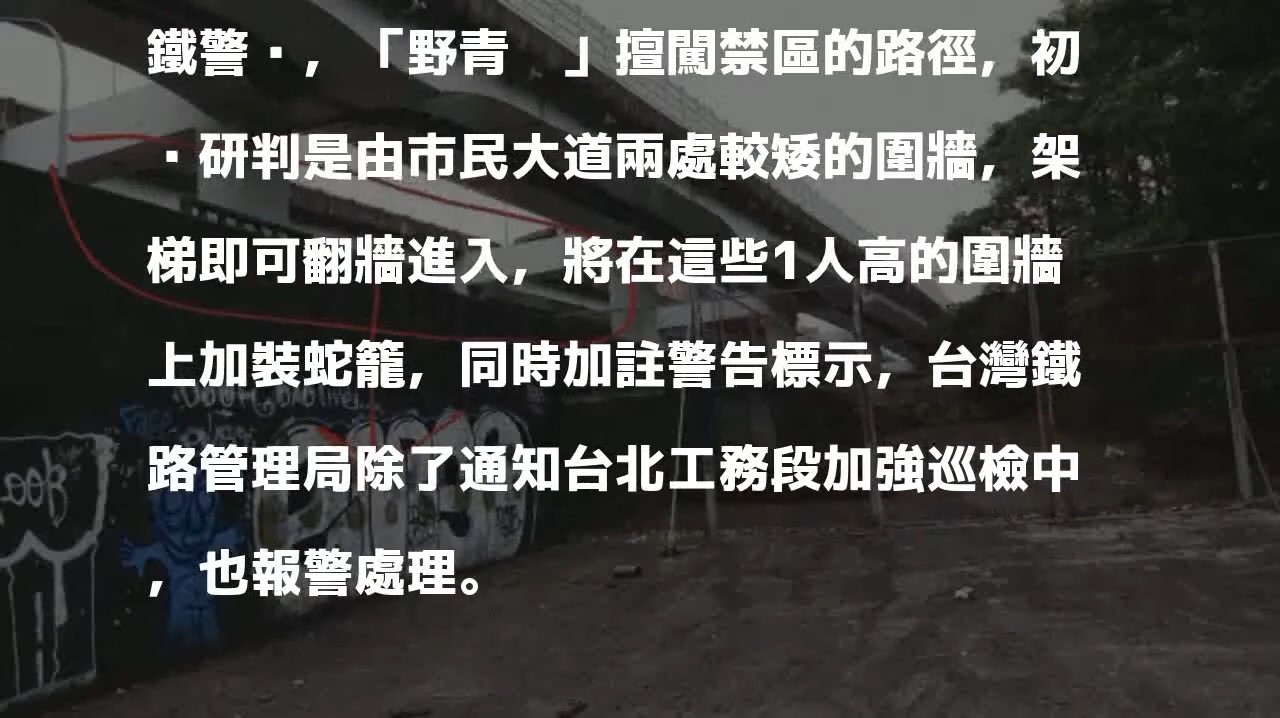 鐵警·，「野青　」擅闖禁區的路徑，初
·研判是由市民大道兩處較矮的圍牆，架
梯即可翻牆進入，將在這些1人高的圍牆
上加裝蛇籠，同時加註警告標示，台灣鐵
路管理局除了通知台北工務段加強巡檢中
，也報警處理。